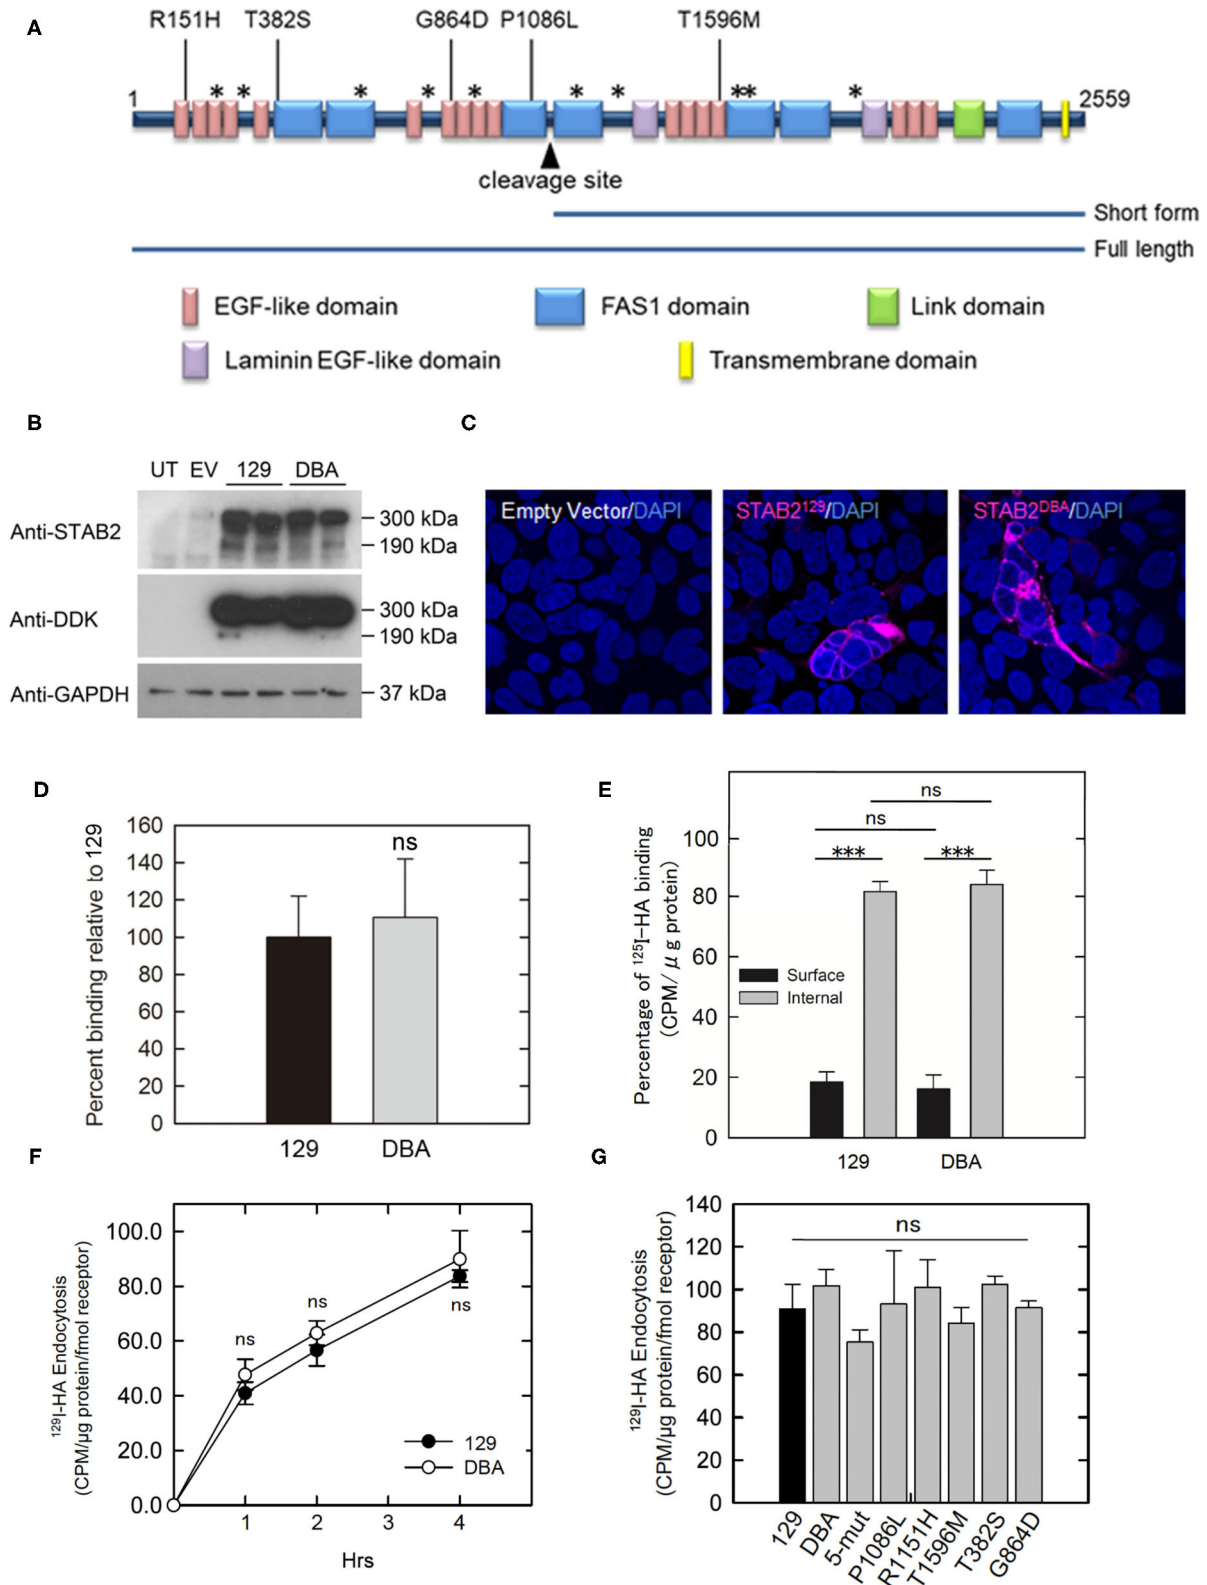 A
R151H T382S G864D P1086L T1596M
* * * * * * * ** *
1
2559
cleavage site
Short form
Full length
EGF-like domain FAS1 domain Link domain
Laminin EGF-like domain Transmembrane domain
B
UT EV 129 DBA
Anti-STAB2
300 kDa
190 kDa
Anti-DDK
300 kDa
190 kDa
Anti-GAPDH
37 kDa
C
Empty Vector/DAPI
STAB2129/DAPI
STAB2DBA/DAPI
D
Percent binding relative to 129
160
140
120
100
80
60
40
20
0
ns
129 DBA
E
Percentage of 125I–HA binding
(CPM/ μ g protein)
100
80
60
40
20
0
ns
ns
*** ***
Surface
Internal
129 DBA
F
129I-HA Endocytosis
(CPM/µg protein/fmol receptor)
100.0
80.0
60.0
40.0
20.0
0.0
ns
ns
ns
129
DBA
1 2 3 4
Hrs
G
129I-HA Endocytosis
(CPM/µg protein/fmol receptor)
140
120
100
80
60
40
20
0
ns
129
DBA
5-mut
P1086L
R1151H
T1596M
T382S
G864D